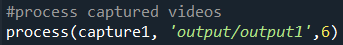 #process captured videos
process(capture1, 'output/output1',6)